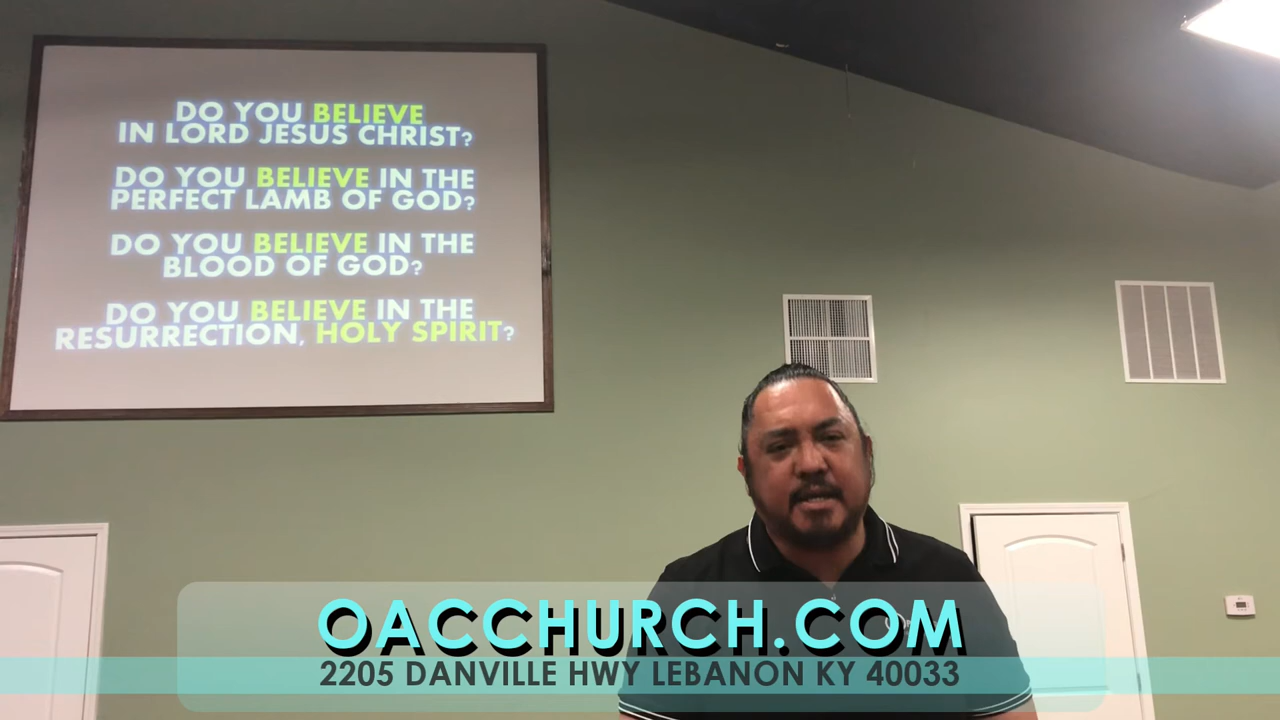 DO YOU BELIEVE
IN LORD JESUS CHRIST?
DO YOU BELIEVE IN THE
PERFECT LAMB OF GOD?
DO YOU BELIEVE IN THE
BLOOD OF GOD?
DO YOU BELIEVE IN THE
RESURRECTION, HOLY SPIRIT?
OACCHURCH.COM
2205 DANVILLE HWY LEBANON KY 40033